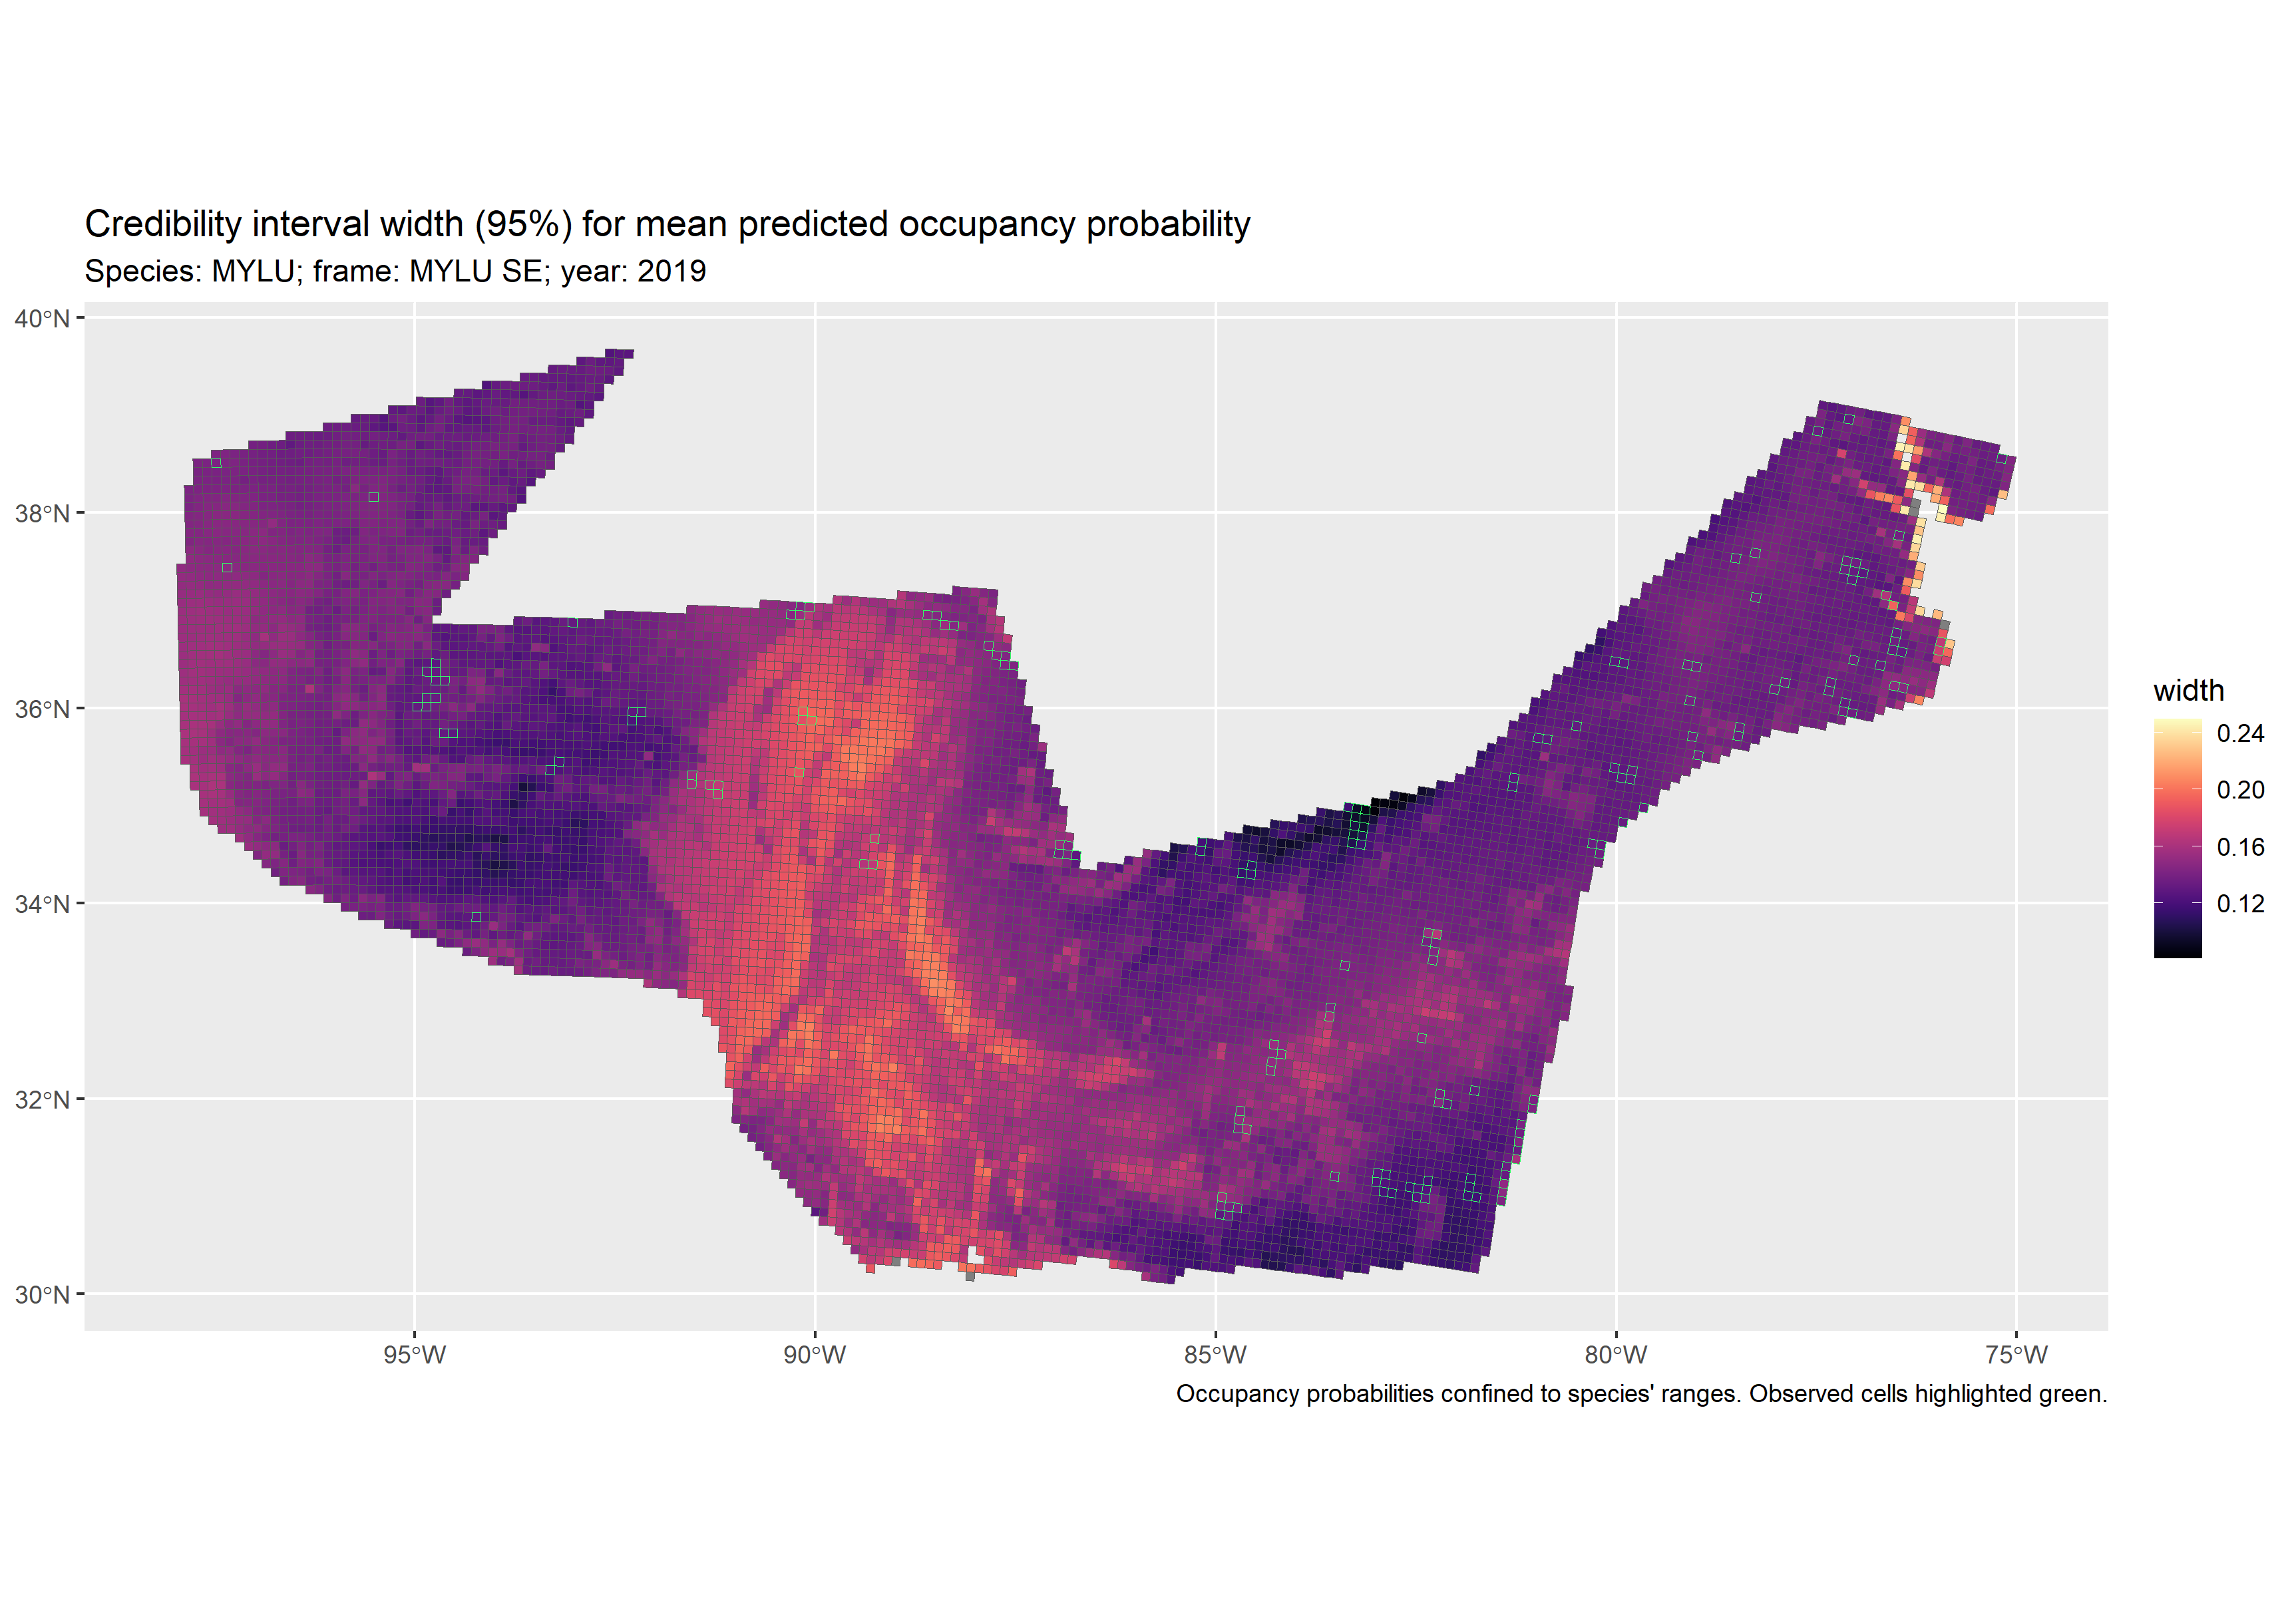 Credibility interval width (95%) for mean predicted occupancy probability
Species: MYLU; frame: MYLU SE; year: 2019
40°N
38°N
36°N
34°N
32°N
30°N
95°W
90°W
85°W
80°W
75°W
width
0.24
0.20
0.16
0.12
Occupancy probabilities confined to species' ranges. Observed cells highlighted green.